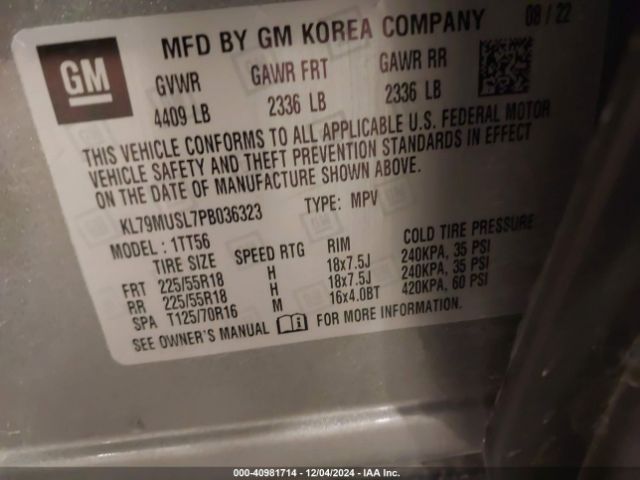 MFD BY GM KOREA COMPANY 08 / 22
GM
GVWR GAWR FRT GAWR RR
4409 LB 2336 LB 2336 LB
THIS VEHICLE CONFORMS TO ALL APPLICABLE U.S. FEDERAL MOTOR
VEHICLE SAFETY AND THEFT PREVENTION STANDARDS IN EFFECT
ON THE DATE OF MANUFACTURE SHOWN ABOVE.
KL79MUSL7PB036323 TYPE: MPV
MODEL: 1TT56
TIRE SIZE SPEED RTG RIM COLD TIRE PRESSURE
FRT 225/55R18 H 18x7.5J 240KPA, 35 PSI
RR 225/55R18 H 18x7.5J 240KPA, 35 PSI
SPA T125/70R16 M 16x4.0BT 420KPA, 60 PSI
SEE OWNER'S MANUAL FOR MORE INFORMATION.
000-40981714 - 12/04/2024 - IAA Inc.